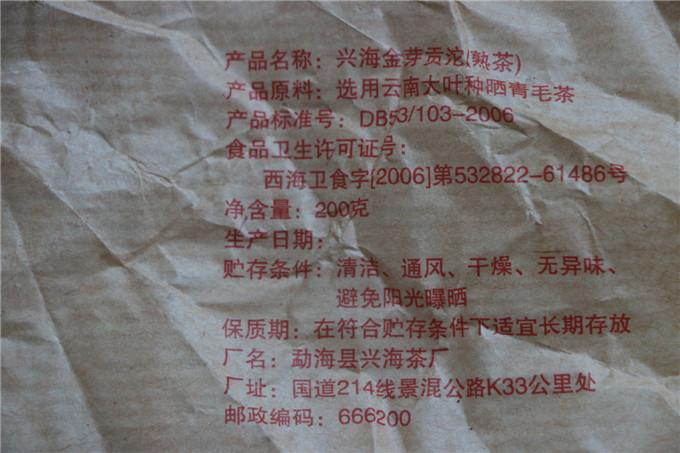 产品名称：兴海金芽贡沱(熟茶)
产品原料：选用云南大叶种晒青毛茶
产品标准号：DB53/103-2006
食品卫生许可证号：
西海卫食字[2006]第532822-61486号
净含量：200克
生产日期：
贮存条件：清洁、通风、干燥、无异味、
避免阳光曝晒
保质期：在符合贮存条件下适宜长期存放
厂名：勐海县兴海茶厂
厂址：国道214线景混公路K33公里处
邮政编码：666200